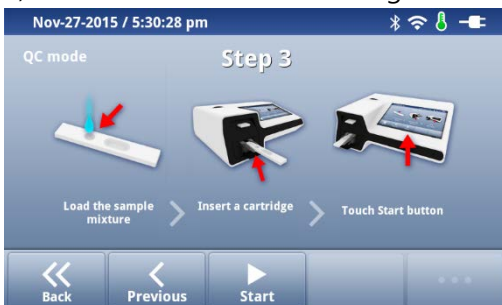 Nov-27-2015 / 5:30:28 pm
QC mode
Step 3
Load the sample
mixture
Insert a cartridge
Touch Start button
Back
Previous
Start